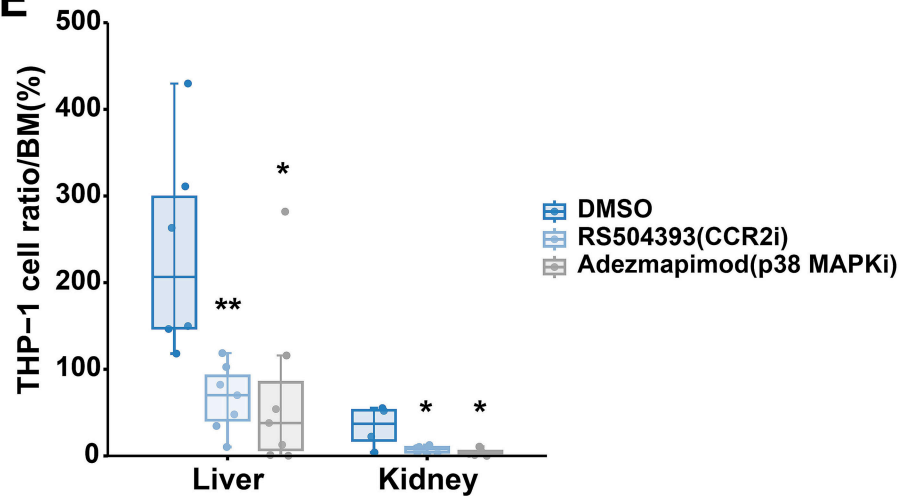 E
500
400
300
200
100
0
THP−1 cell ratio/BM(%)
**
*
*
*
Liver
Kidney
DMSO
RS504393(CCR2i)
Adezmapimod(p38 MAPKi)